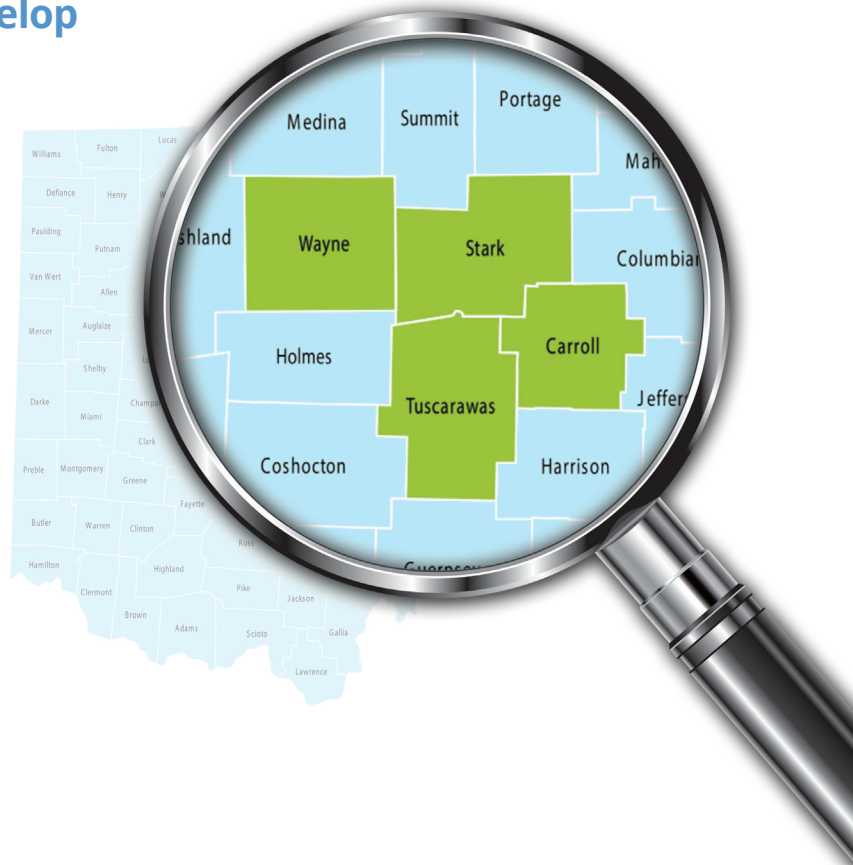 elop
Portage
Summit
Medina
Mah
Lucas
Fulton
Williams
Defiance
Henry
W
shland
Wayne
Stark
Columbian
Paulding
Putnam
Van Wert
Allen
Auglaize
Mercer
Holmes
Carroll
Shelby
L
Jeffer
Darke
Champa
Miami
Tuscarawas
Clark
Coshocton
Harrison
Preble
Montgomery
Greene
Fayette
Butler
Warren
Clinton
Ross
Hamilton
Highland
Guernsey
Clermont
Pike
Jackson
Brown
Adams
Scioto
Gallia
Lawrence